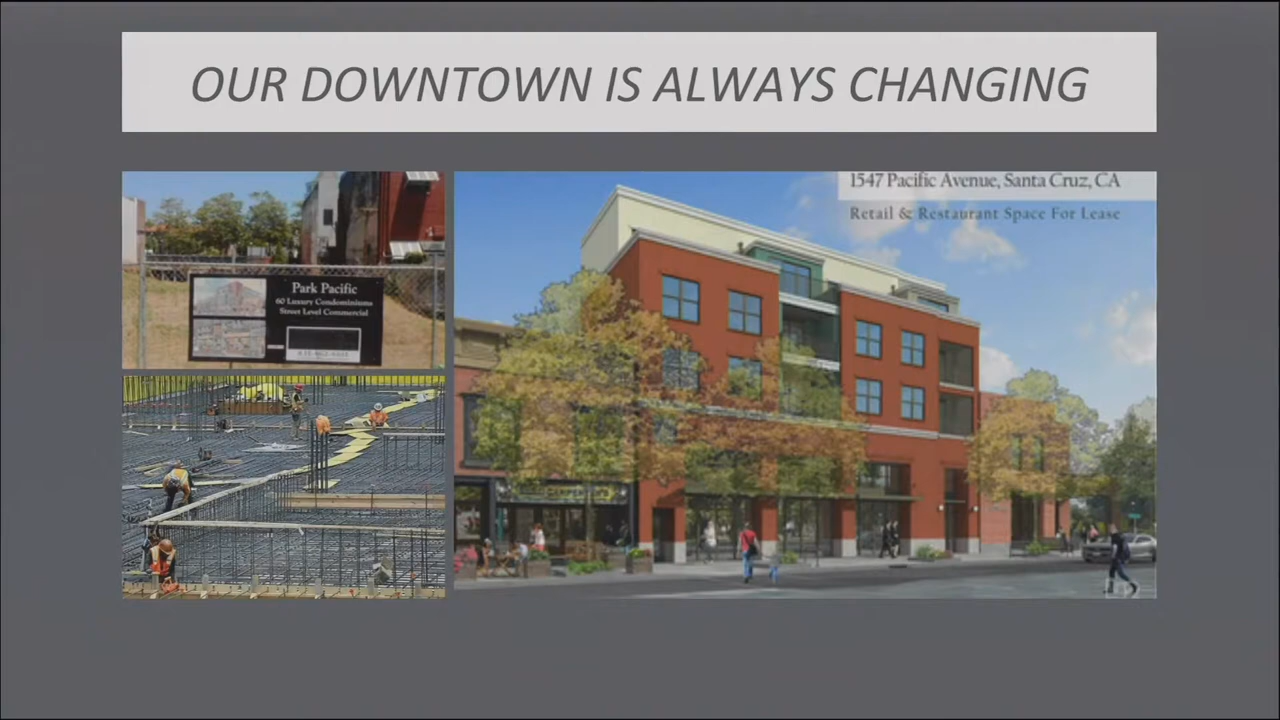 OUR DOWNTOWN IS ALWAYS CHANGING
Park Pacific
60 Luxury Condominiums
Street Level Commercial
1547 Pacific Avenue, Santa Cruz, CA
Retail & Restaurant Space For Lease